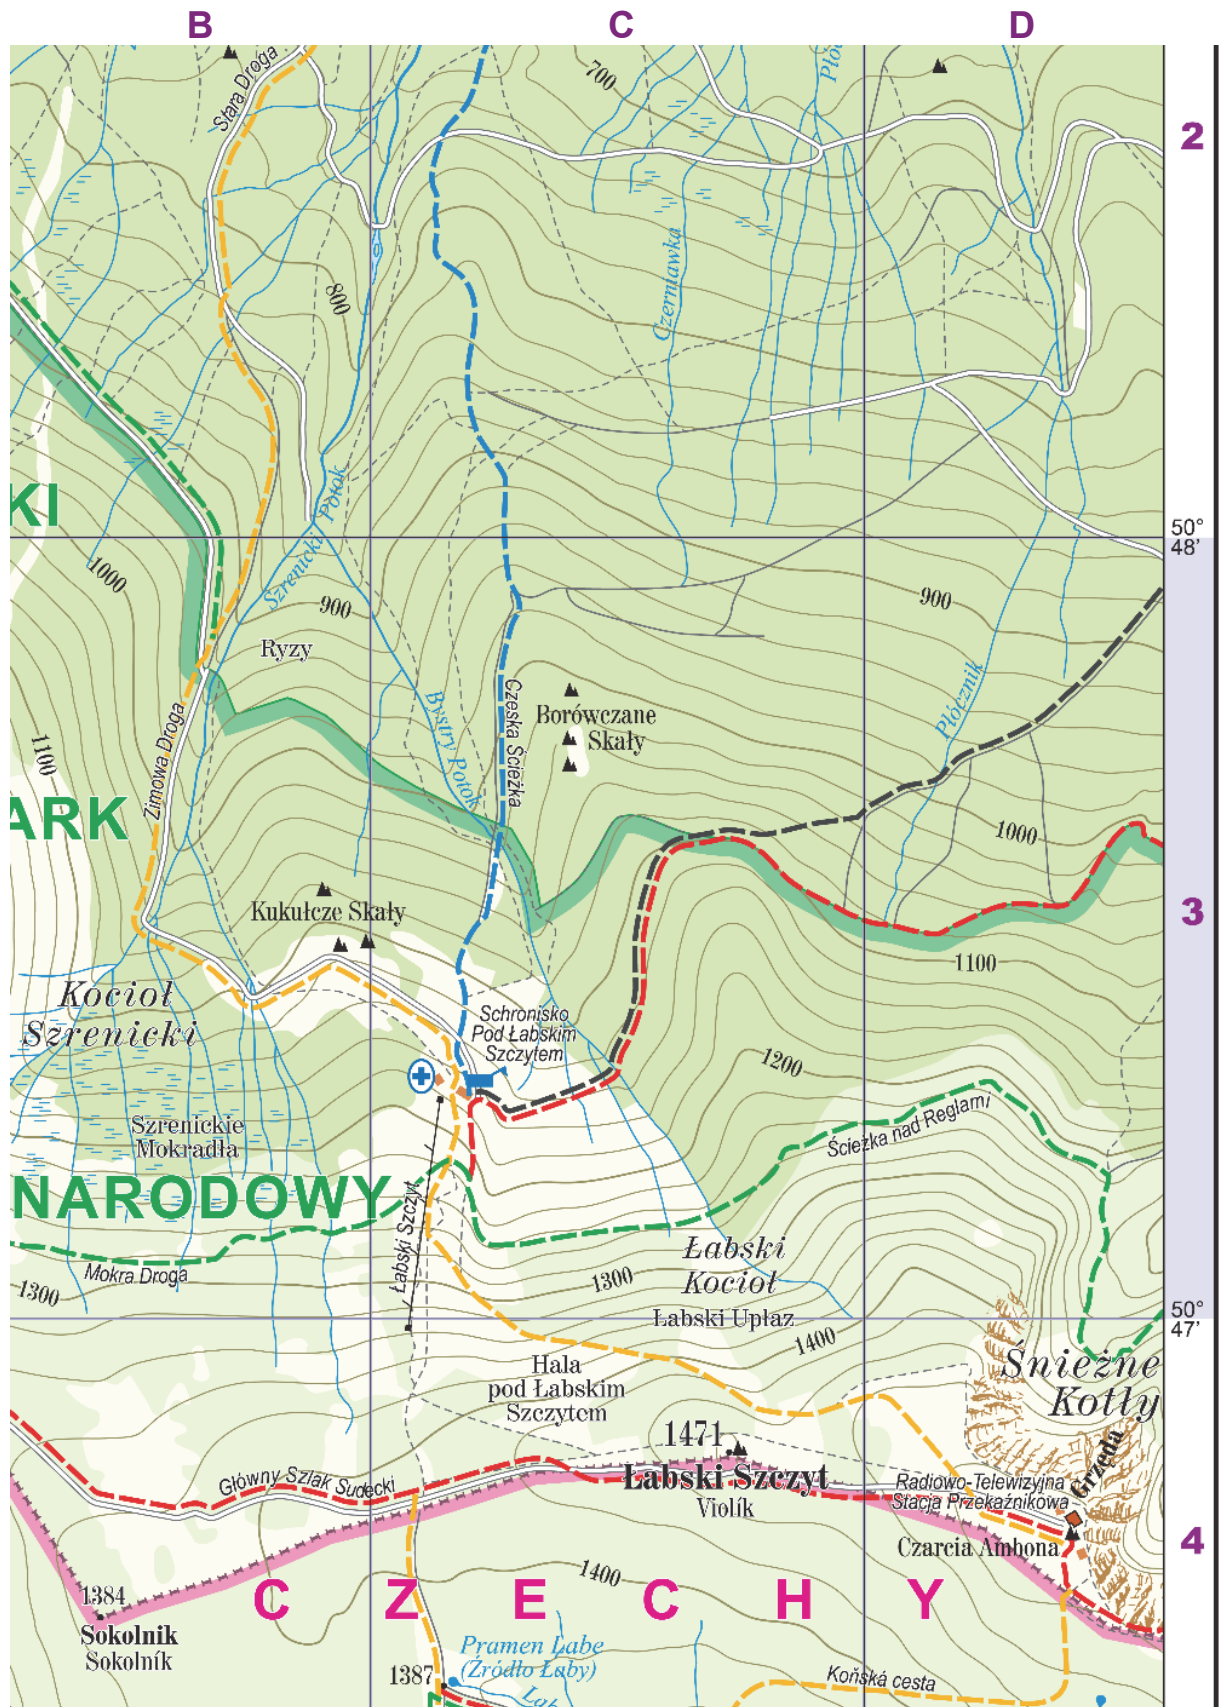 B
C
D
2
Stara Droga
700
Czerniawka
800
KI
Szrenicki Potok
50°
48'
1000
900
900
Ryzy
Bystry Potok
Czeska Ścieżka
Borówczane
Skały
Płócznik
Zimowa Droga
1100
ARK
1000
Kukułcze Skały
3
1100
Kocioł
Szrenicki
Schronisko
Pod Łabskim
Szczytem
1200
Szrenickie
Mokradła
Ścieżka nad Reglami
NARODOWY
Łabski Szczyt
Mokra Droga
1300
Łabski
Kocioł
1300
Łabski Upłaz
50°
47'
1400
Śnieżne
Kotły
Hala
pod Łabskim
Szczytem
1471
Łabski Szczyt
Violík
Główny Szlak Sudecki
Radiowo-Telewizyjna
Stacja Przekaźnikowa
Grzęda
Czarcia Ambona
4
1400
CZECHY
1384
Sokolnik
Sokolník
Pramen Labe
(Źródło Łaby)
1387
Koňská cesta